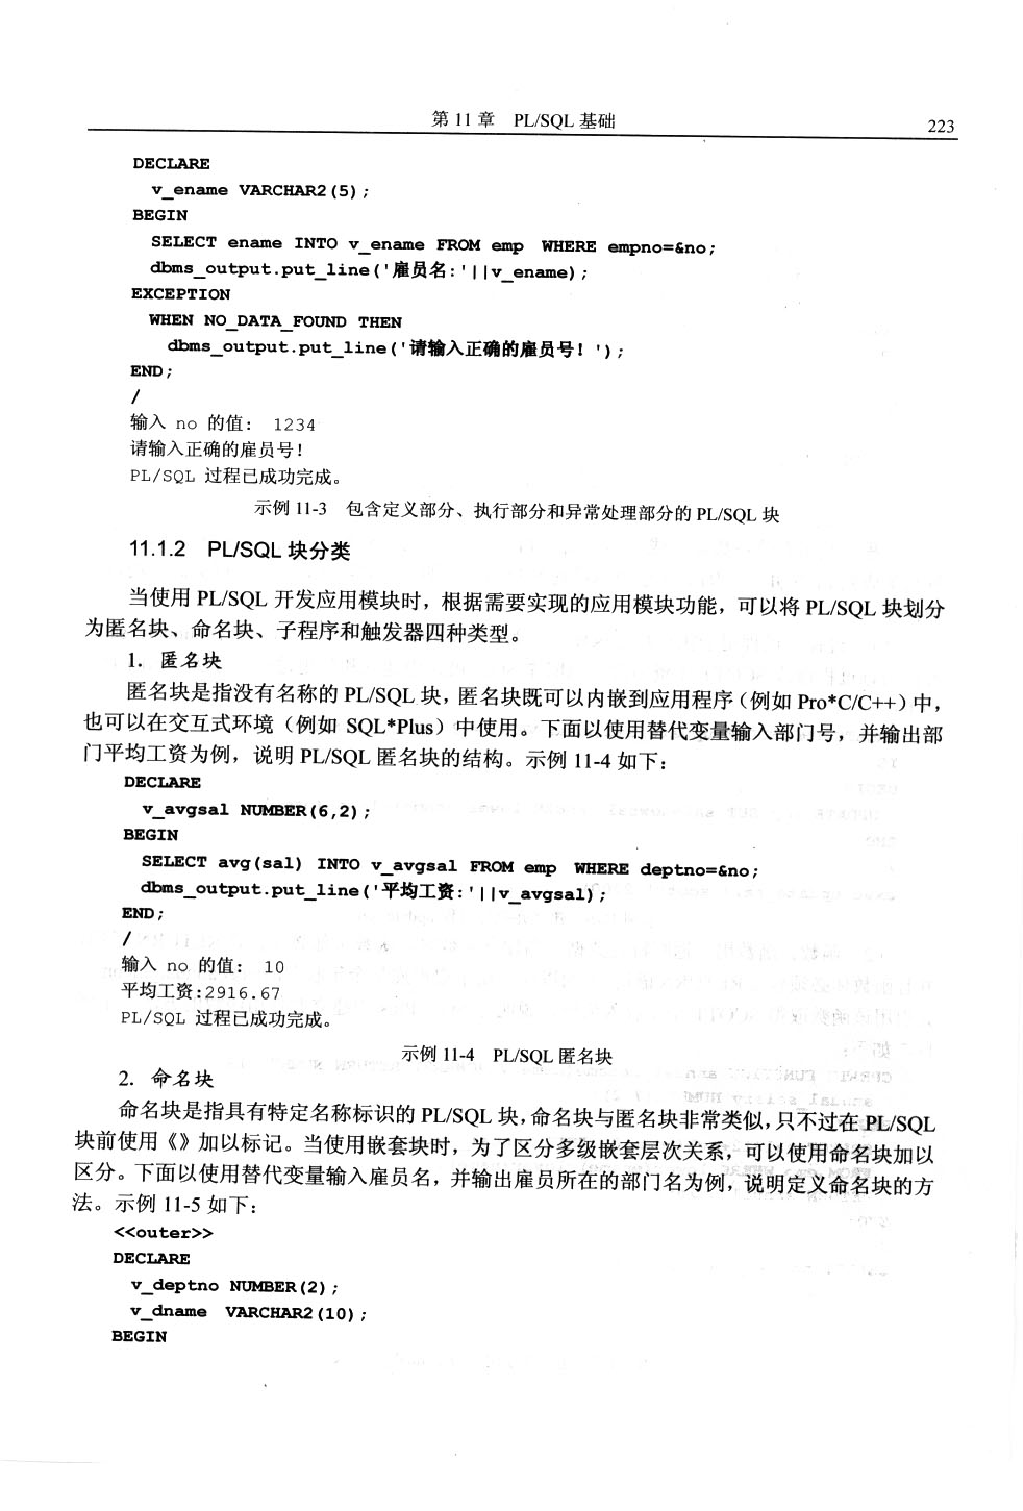 第 11 章 PL/SQL 基础
223
DECLARE
v_ename VARCHAR2(5);
BEGIN
SELECT ename INTO v_ename FROM emp WHERE empno=&no;
dbms_output.put_line('雇员名:'||v_ename);
EXCEPTION
WHEN NO_DATA_FOUND THEN
dbms_output.put_line('请输入正确的雇员号！');
END;
/
输入 no 的值: 1234
请输入正确的雇员号！
PL/SQL 过程已成功完成。
示例 11-3 包含定义部分、执行部分和异常处理部分的 PL/SQL 块
11.1.2 PL/SQL 块分类
当使用 PL/SQL 开发应用模块时，根据需要实现的应用模块功能，可以将 PL/SQL 块划分
为匿名块、命名块、子程序和触发器四种类型。
1．匿名块
匿名块是指没有名称的 PL/SQL 块，匿名块既可以内嵌到应用程序（例如 Pro*C/C++）中，
也可以在交互式环境（例如 SQL*Plus）中使用。下面以使用替代变量输入部门号，并输出部
门平均工资为例，说明 PL/SQL 匿名块的结构。示例 11-4 如下：
DECLARE
v_avgsal NUMBER(6,2);
BEGIN
SELECT avg(sal) INTO v_avgsal FROM emp WHERE deptno=&no;
dbms_output.put_line('平均工资:'||v_avgsal);
END;
/
输入 no 的值: 10
平均工资:2916.67
PL/SQL 过程已成功完成。
示例 11-4 PL/SQL 匿名块
2．命名块
命名块是指具有特定名称标识的 PL/SQL 块，命名块与匿名块非常类似，只不过在 PL/SQL
块前使用《》加以标记。当使用嵌套块时，为了区分多级嵌套层次关系，可以使用命名块加以
区分。下面以使用替代变量输入雇员名，并输出雇员所在的部门名为例，说明定义命名块的方
法。示例 11-5 如下：
<<outer>>
DECLARE
v_deptno NUMBER(2);
v_dname VARCHAR2(10);
BEGIN